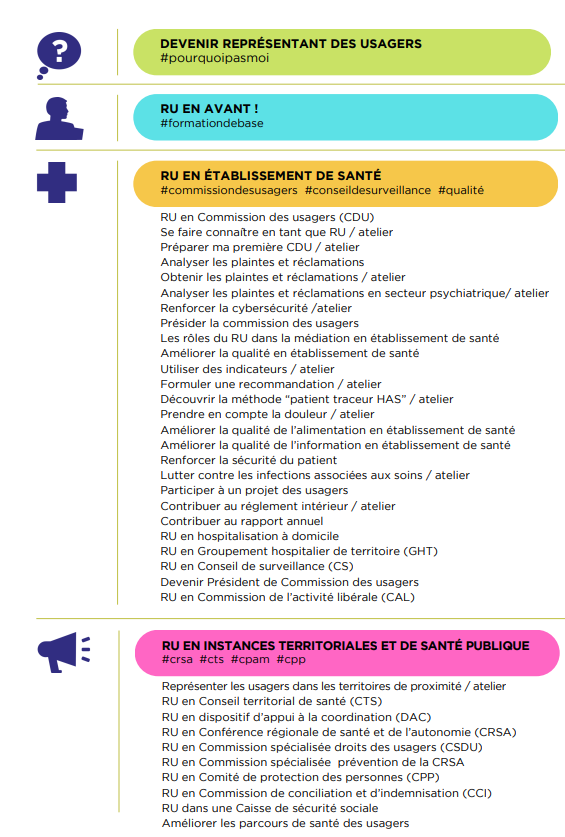 ?
DEVENIR REPRÉSENTANT DES USAGERS
#pourquoipasmoi
RU EN AVANT !
#formationdebase
RU EN ÉTABLISSEMENT DE SANTÉ
#commissiondesusagers #conseildesurveillance #qualité
RU en Commission des usagers (CDU)
Se faire connaître en tant que RU / atelier
Préparer ma première CDU / atelier
Analyser les plaintes et réclamations
Obtenir les plaintes et réclamations / atelier
Analyser les plaintes et réclamations en secteur psychiatrique/ atelier
Renforcer la cybersécurité /atelier
Présider la commission des usagers
Les rôles du RU dans la médiation en établissement de santé
Améliorer la qualité en établissement de santé
Utiliser des indicateurs / atelier
Formuler une recommandation / atelier
Découvrir la méthode “patient traceur HAS” / atelier
Prendre en compte la douleur / atelier
Améliorer la qualité de l’alimentation en établissement de santé
Améliorer la qualité de l’information en établissement de santé
Renforcer la sécurité du patient
Lutter contre les infections associées aux soins / atelier
Participer à un projet des usagers
Contribuer au réglement intérieur / atelier
Contribuer au rapport annuel
RU en hospitalisation à domicile
RU en Groupement hospitalier de territoire (GHT)
RU en Conseil de surveillance (CS)
Devenir Président de Commission des usagers
RU en Commission de l’activité libérale (CAL)
RU EN INSTANCES TERRITORIALES ET DE SANTÉ PUBLIQUE
#crsa #cts #cpam #cpp
Représenter les usagers dans les territoires de proximité / atelier
RU en Conseil territorial de santé (CTS)
RU en dispositif d’appui à la coordination (DAC)
RU en Conférence régionale de santé et de l’autonomie (CRSA)
RU en Commission spécialisée droits des usagers (CSDU)
RU en Commission spécialisée prévention de la CRSA
RU en Comité de protection des personnes (CPP)
RU en Commission de conciliation et d’indemnisation (CCI)
RU dans une Caisse de sécurité sociale
Améliorer les parcours de santé des usagers